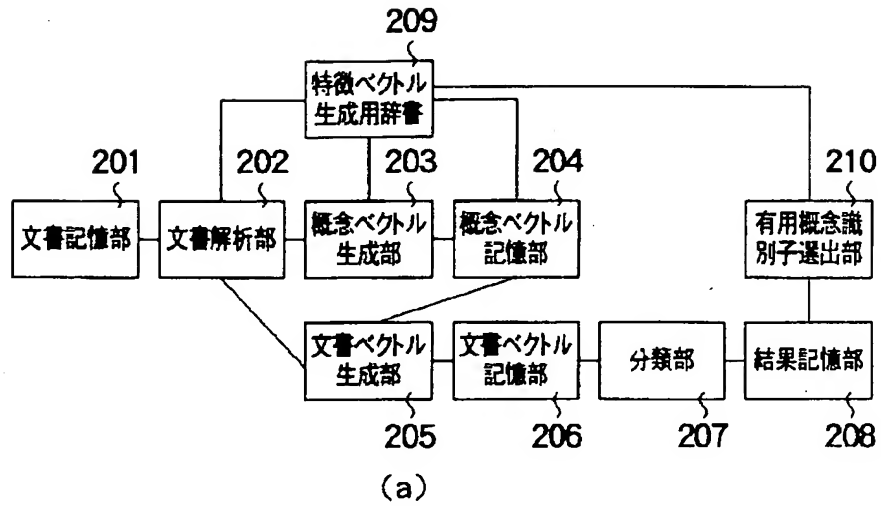 209
特徴ベクトル
生成用辞書
201
202
203
204
210
文書記憶部
文書解析部
概念ベクトル
生成部
概念ベクトル
記憶部
有用概念識
別子選出部
文書ベクトル
生成部
文書ベクトル
記憶部
分類部
結果記憶部
205
206
207
208
(a)